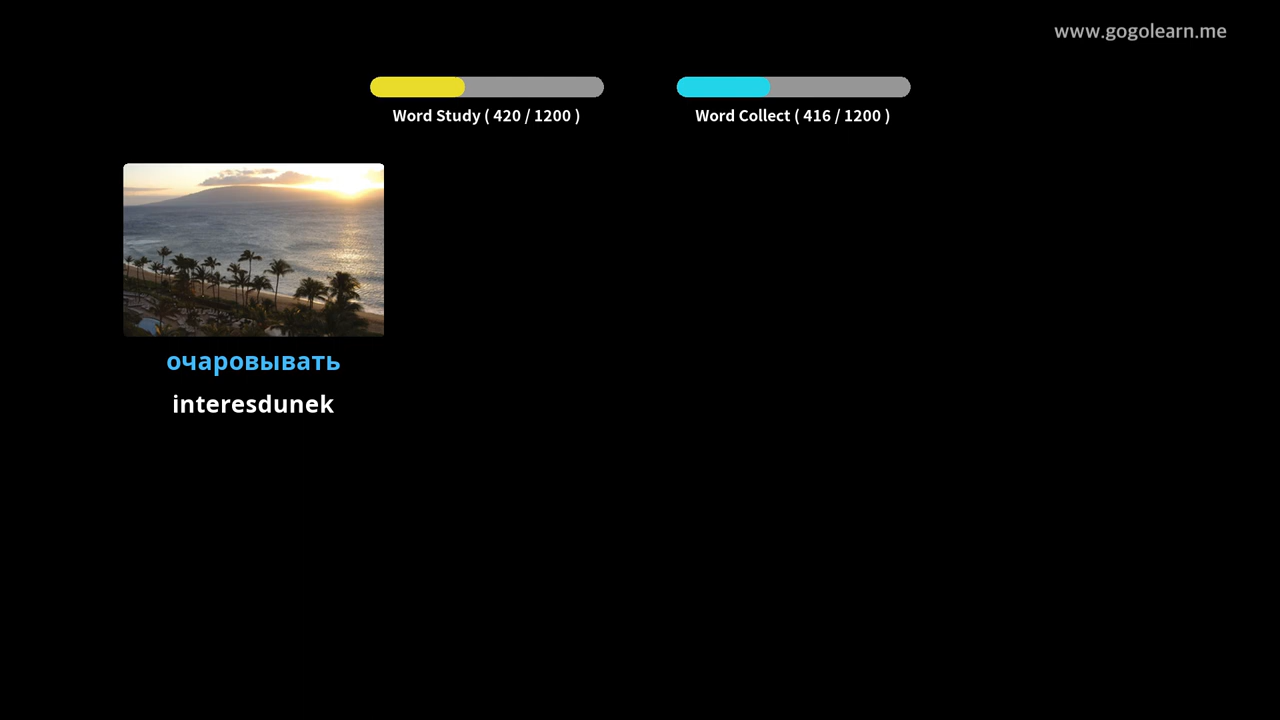 www.gogolearn.me
Word Study ( 420 / 1200 )
Word Collect ( 416 / 1200 )
очаровывать
interesdunek